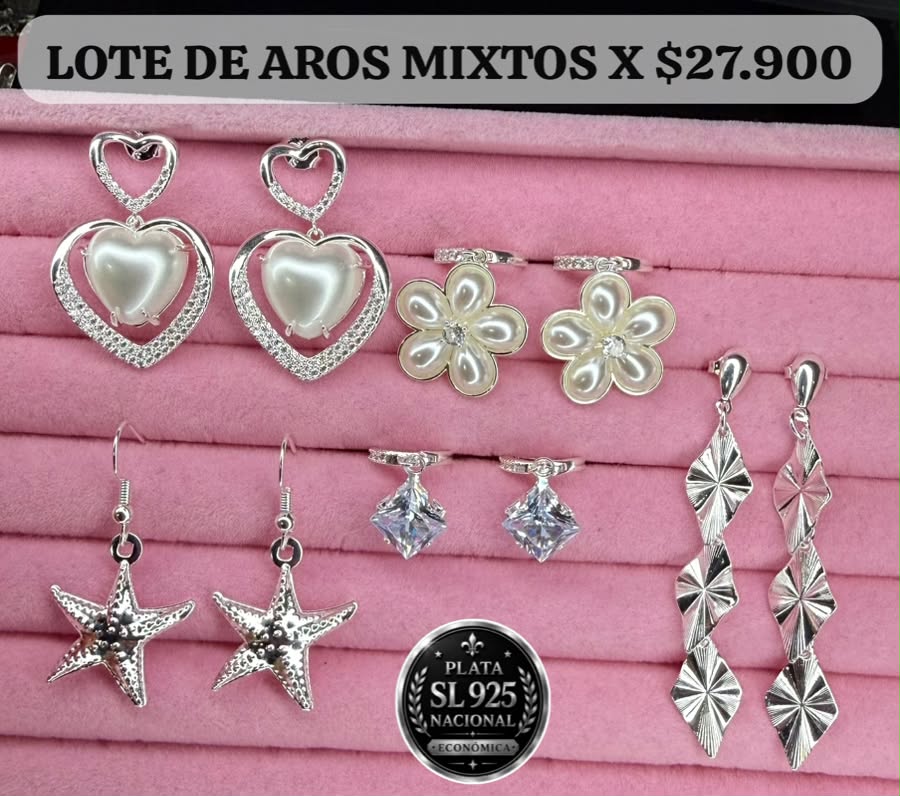 LOTE DE AROS MIXTOS X $27.900
PLATA
SL 925
NACIONAL
• ECONÓMICA •